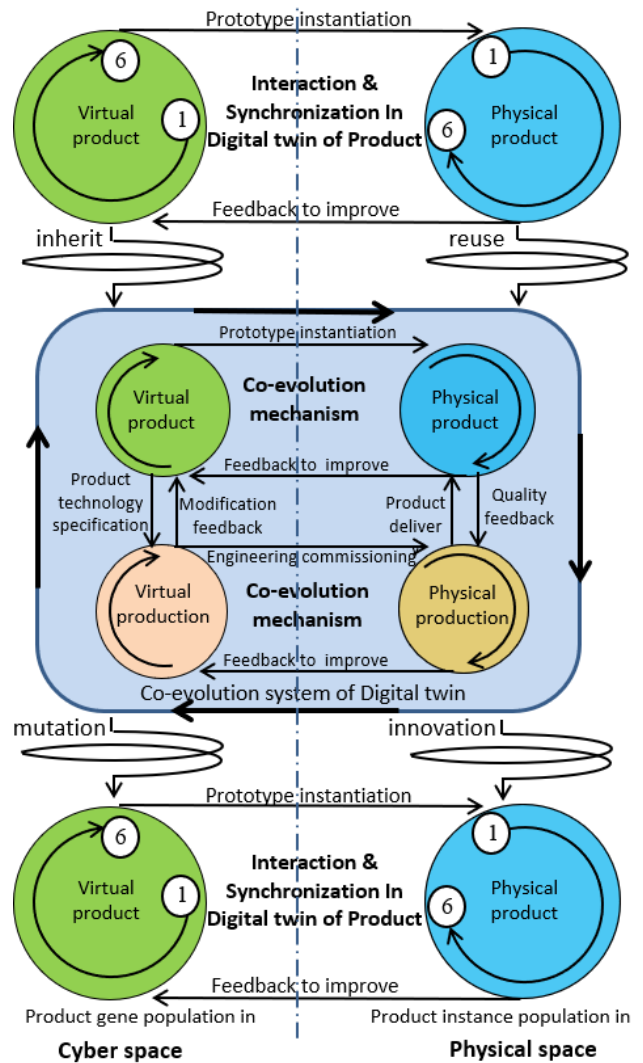 Prototype instantiation
6
1
Virtual
product
1
Interaction &
Synchronization In
Digital twin of Product
1
6
Physical
product
Feedback to improve
inherit
reuse
Prototype instantiation
Virtual
product
Co-evolution
mechanism
Physical
product
Feedback to improve
Product
technology
specification
Modification
feedback
Product
deliver
Quality
feedback
Engineering commissioning
Virtual
production
Co-evolution
mechanism
Physical
production
Feedback to improve
Co-evolution system of Digital twin
mutation
innovation
Prototype instantiation
6
Virtual
product
1
Interaction &
Synchronization In
Digital twin of Product
1
6
Physical
product
Feedback to improve
Product gene population in
Cyber space
Product instance population in
Physical space